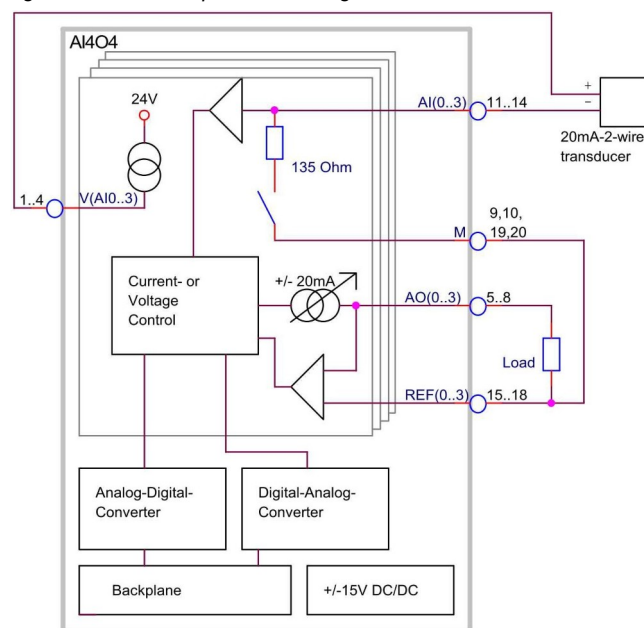 AI4O4
24V
AI(0..3)
11..14
+
−
20mA-2-wire
transducer
135 Ohm
1..4
V(AI0..3)
9,10,
M
19,20
Current- or
Voltage
Control
+/- 20mA
AO(0..3)
5..8
Load
REF(0..3)
15..18
Analog-Digital-
Converter
Digital-Analog-
Converter
Backplane
+/-15V DC/DC